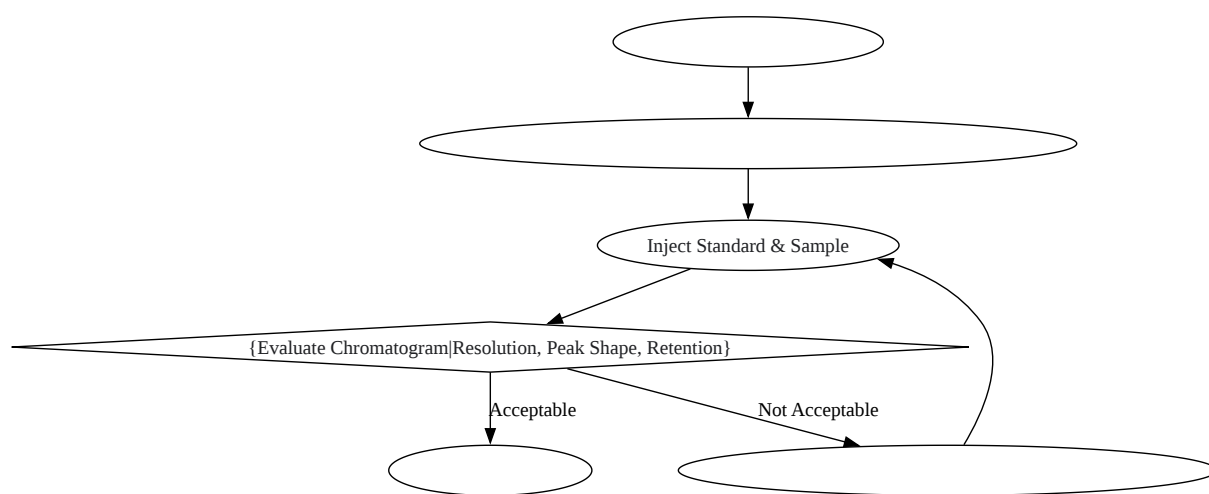 Inject Standard & Sample
{Evaluate Chromatogram|Resolution, Peak Shape, Retention}
Acceptable
Not Acceptable